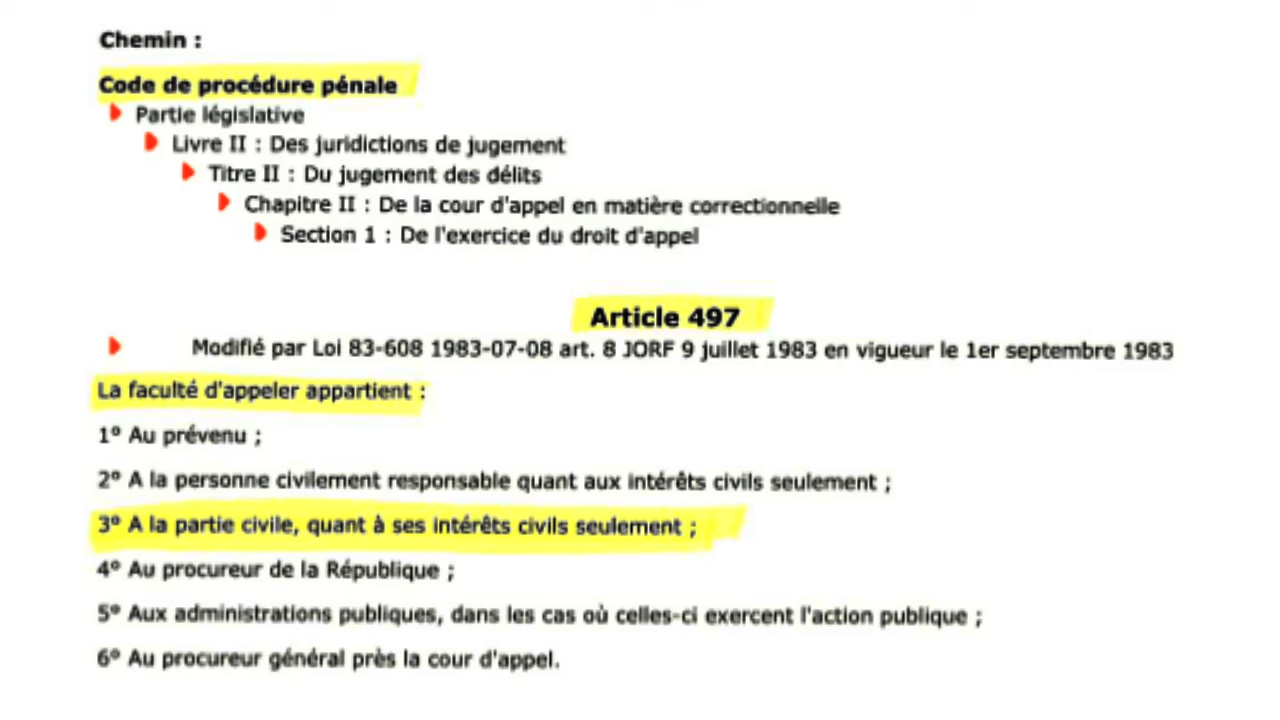 Chemin :
Code de procédure pénale
Partie législative
Livre II : Des juridictions de jugement
Titre II : Du jugement des délits
Chapitre II : De la cour d'appel en matière correctionnelle
Section 1 : De l'exercice du droit d'appel
Article 497
Modifié par Loi 83-608 1983-07-08 art. 8 JORF 9 juillet 1983 en vigueur le 1er septembre 1983
La faculté d'appeler appartient :
1° Au prévenu ;
2° A la personne civilement responsable quant aux intérêts civils seulement ;
3° A la partie civile, quant à ses intérêts civils seulement ;
4° Au procureur de la République ;
5° Aux administrations publiques, dans les cas où celles-ci exercent l'action publique ;
6° Au procureur général près la cour d'appel.